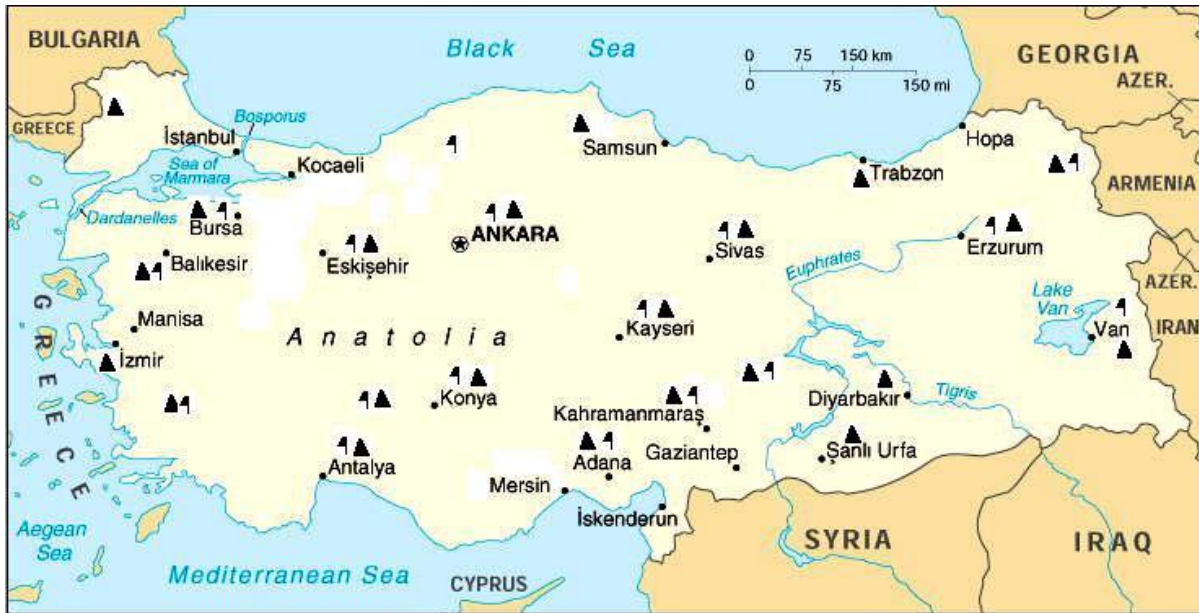 BULGARIA
Black Sea
0 75 150 km
0 75 150 mi
GEORGIA
AZER.
GREECE
Bosporus
İstanbul
Sea of
Marmara
Kocaeli
Samsun
Hopa
Trabzon
ARMENIA
Dardanelles
Bursa
ANKARA
Balıkesir
Eskişehir
Sivas
Erzurum
Euphrates
AZER.
Lake
Van
GREECE
Manisa
Anatolia
Kayseri
Van
IRAN
İzmir
Konya
Kahramanmaraş
Diyarbakır
Tigris
Antalya
Adana
Gaziantep
Şanlı Urfa
Mersin
İskenderun
Aegean
Sea
SYRIA
IRAQ
Mediterranean Sea
CYPRUS